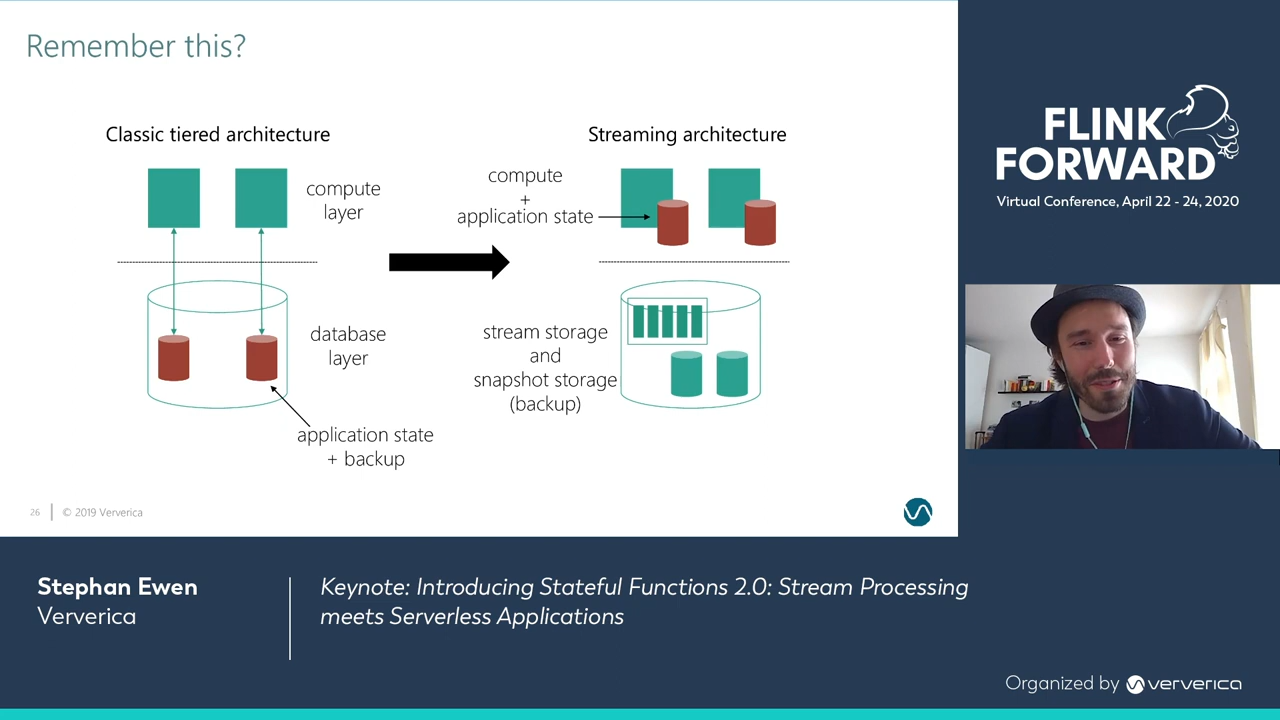 Remember this?
Classic tiered architecture
compute
layer
database
layer
application state
+ backup
Streaming architecture
compute
+
application state
stream storage
and
snapshot storage
(backup)
26
© 2019 Ververica
FLINK
FORWARD
Virtual Conference, April 22 - 24, 2020
Stephan Ewen
Ververica
Keynote: Introducing Stateful Functions 2.0: Stream Processing
meets Serverless Applications
Organized by ververica